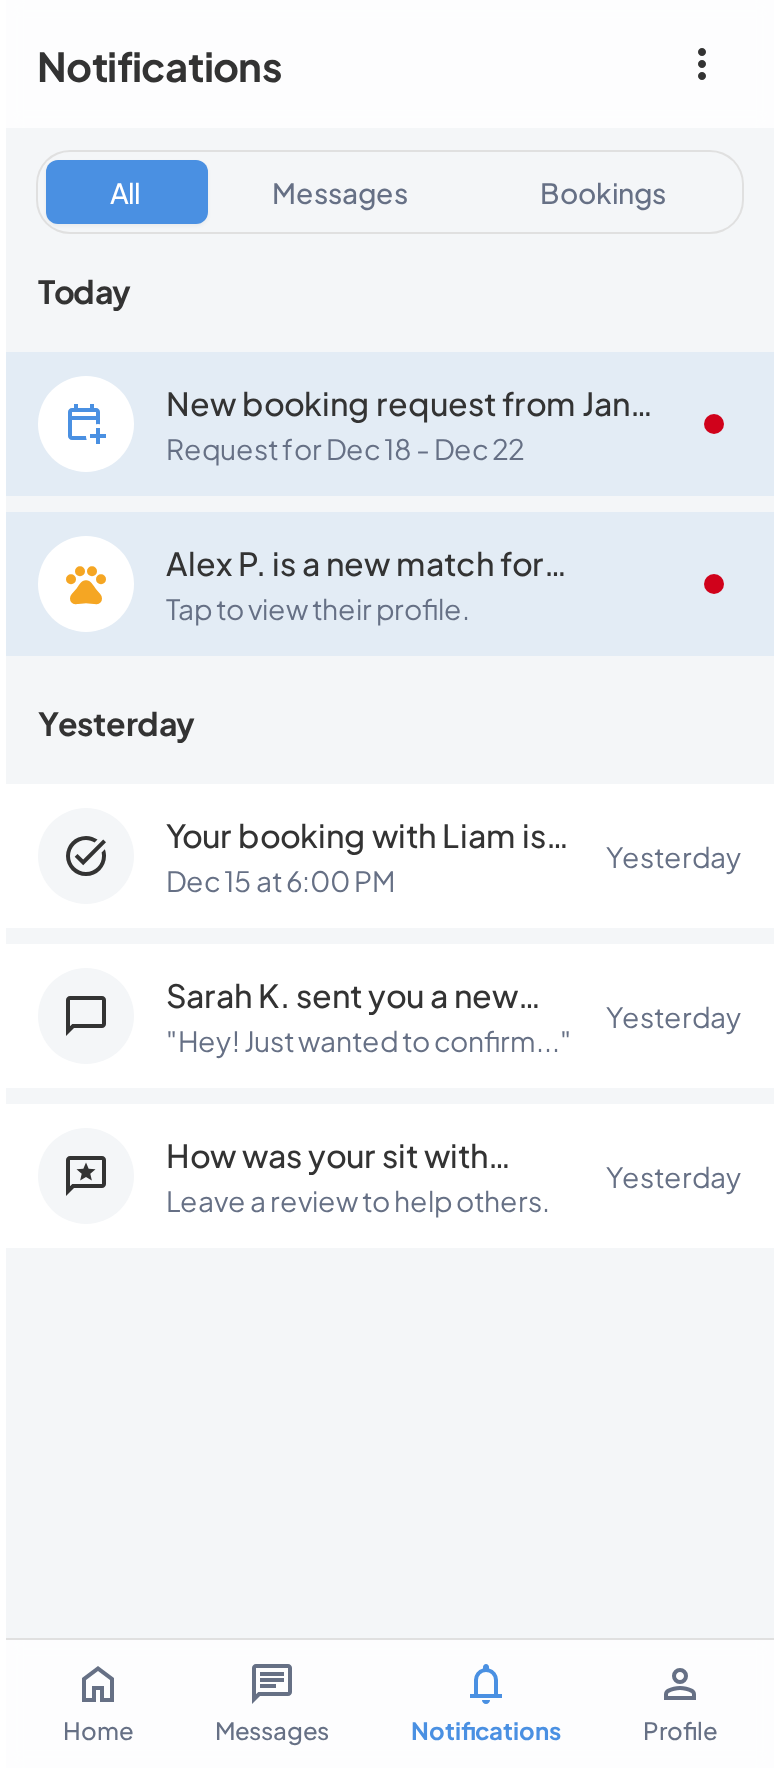 Notifications
All
Messages
Bookings
Today
New booking request from Jan...
Request for Dec 18 - Dec 22
Alex P. is a new match for...
Tap to view their profile.
Yesterday
Your booking with Liam is...
Dec 15 at 6:00 PM
Yesterday
Sarah K. sent you a new...
"Hey! Just wanted to confirm..."
Yesterday
How was your sit with...
Leave a review to help others.
Yesterday
Home
Messages
Notifications
Profile